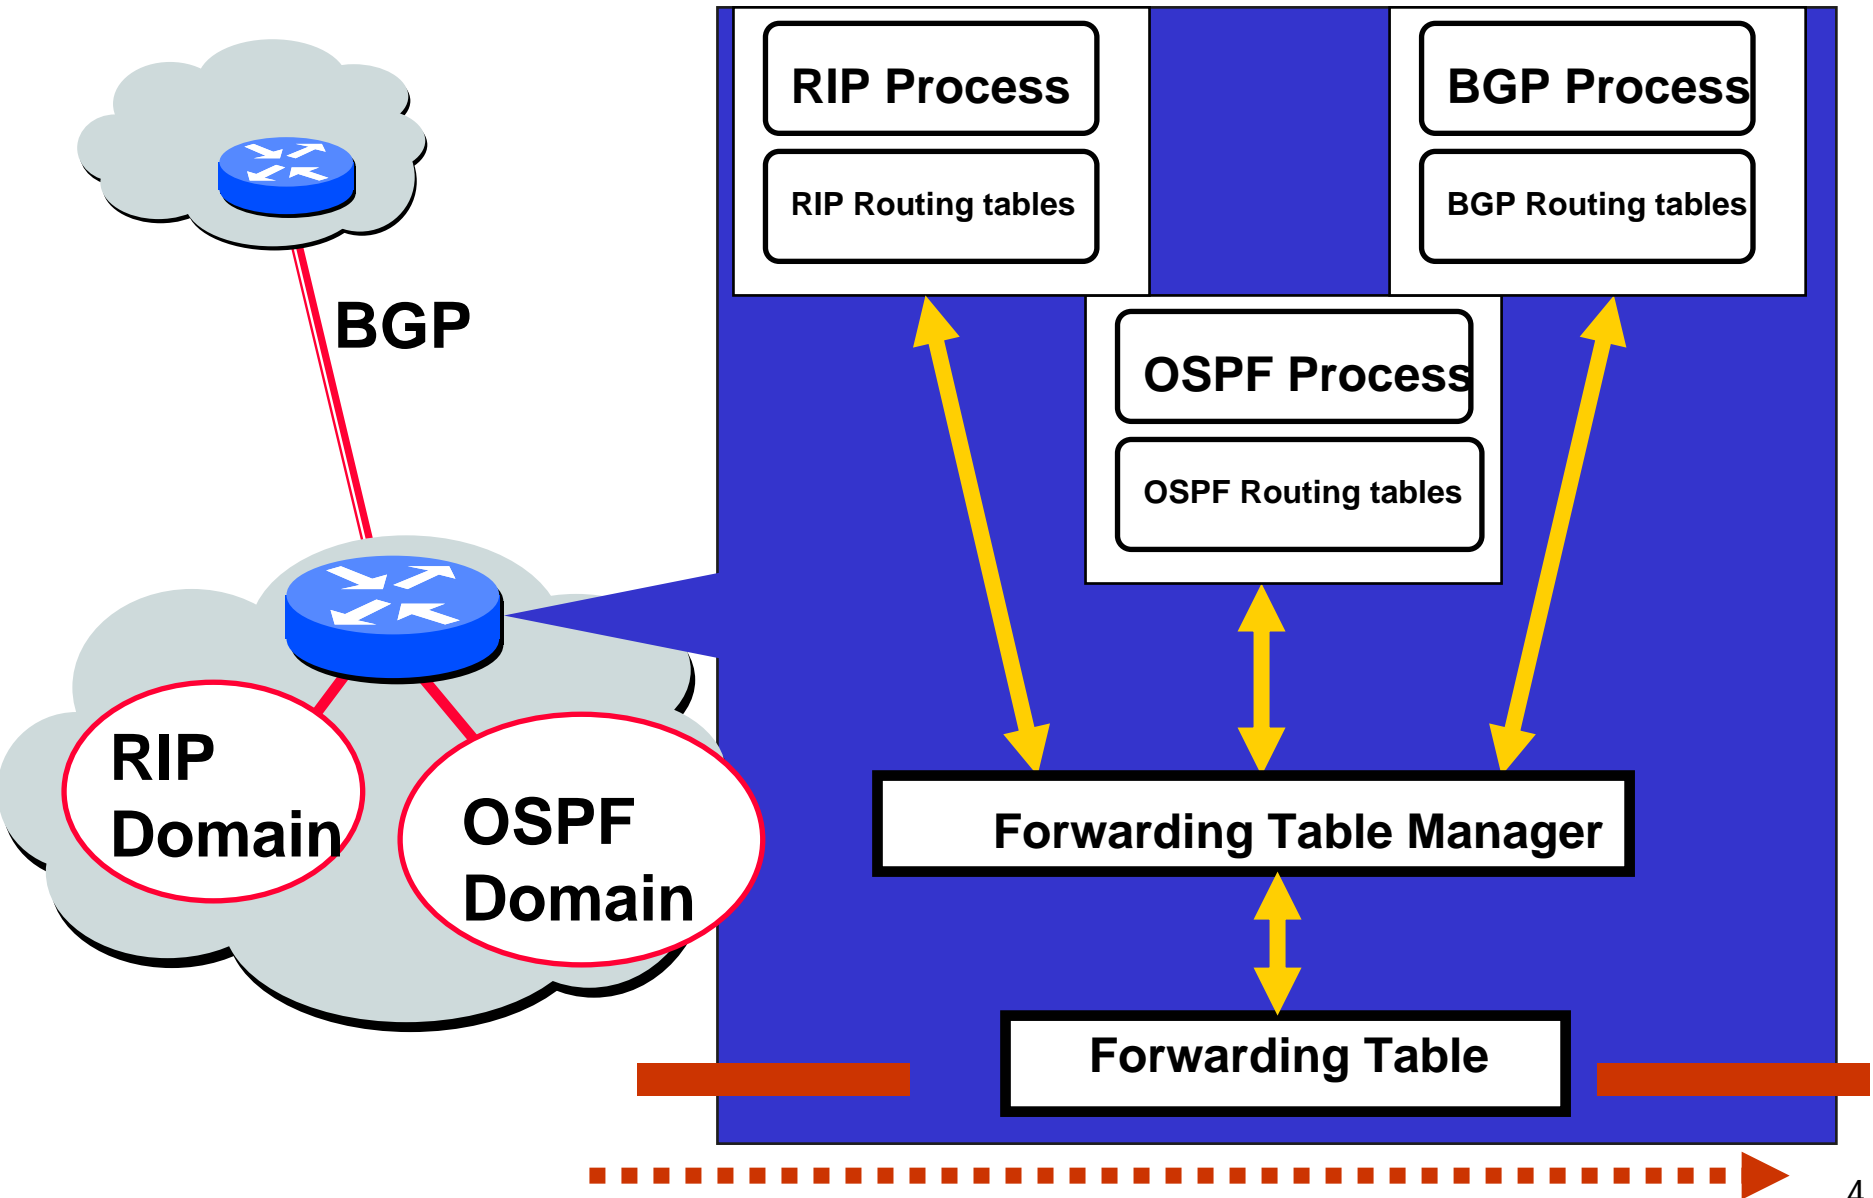 RIP Process
BGP Process
RIP Routing tables
BGP Routing tables
BGP
OSPF Process
OSPF Routing tables
RIP
Domain
OSPF
Domain
Forwarding Table Manager
Forwarding Table
4